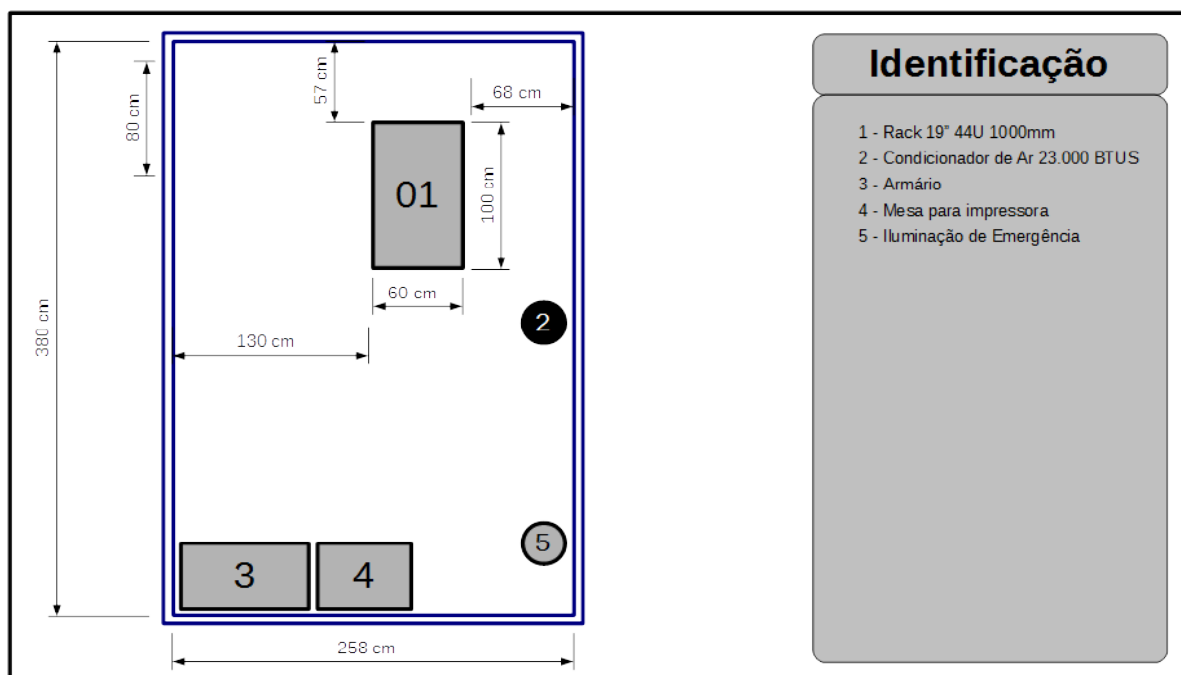 57 cm
68 cm
80 cm
01
100 cm
60 cm
380 cm
130 cm
2
3
4
5
258 cm
Identificação
1 - Rack 19” 44U 1000mm
2 - Condicionador de Ar 23.000 BTUS
3 - Armário
4 - Mesa para impressora
5 - Iluminação de Emergência